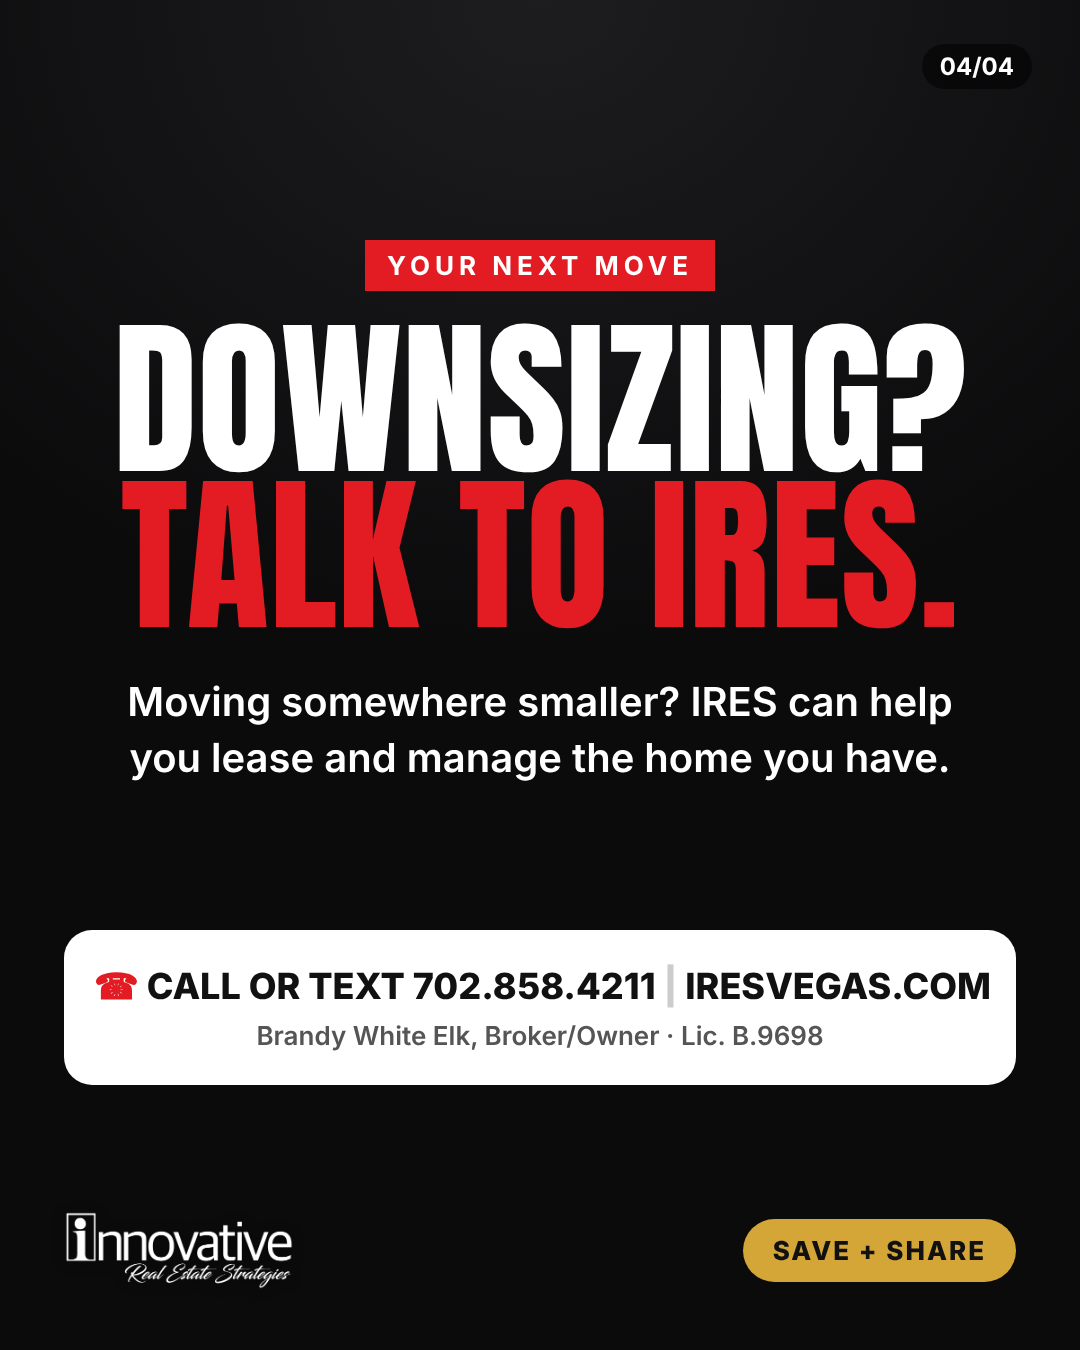 04/04
YOUR NEXT MOVE
DOWNSIZING?
TALK TO IRES.
Moving somewhere smaller? IRES can help
you lease and manage the home you have.
☎ CALL OR TEXT 702.858.4211 | IRESVEGAS.COM
Brandy White Elk, Broker/Owner · Lic. B.9698
innovative
Real Estate Strategies
SAVE + SHARE